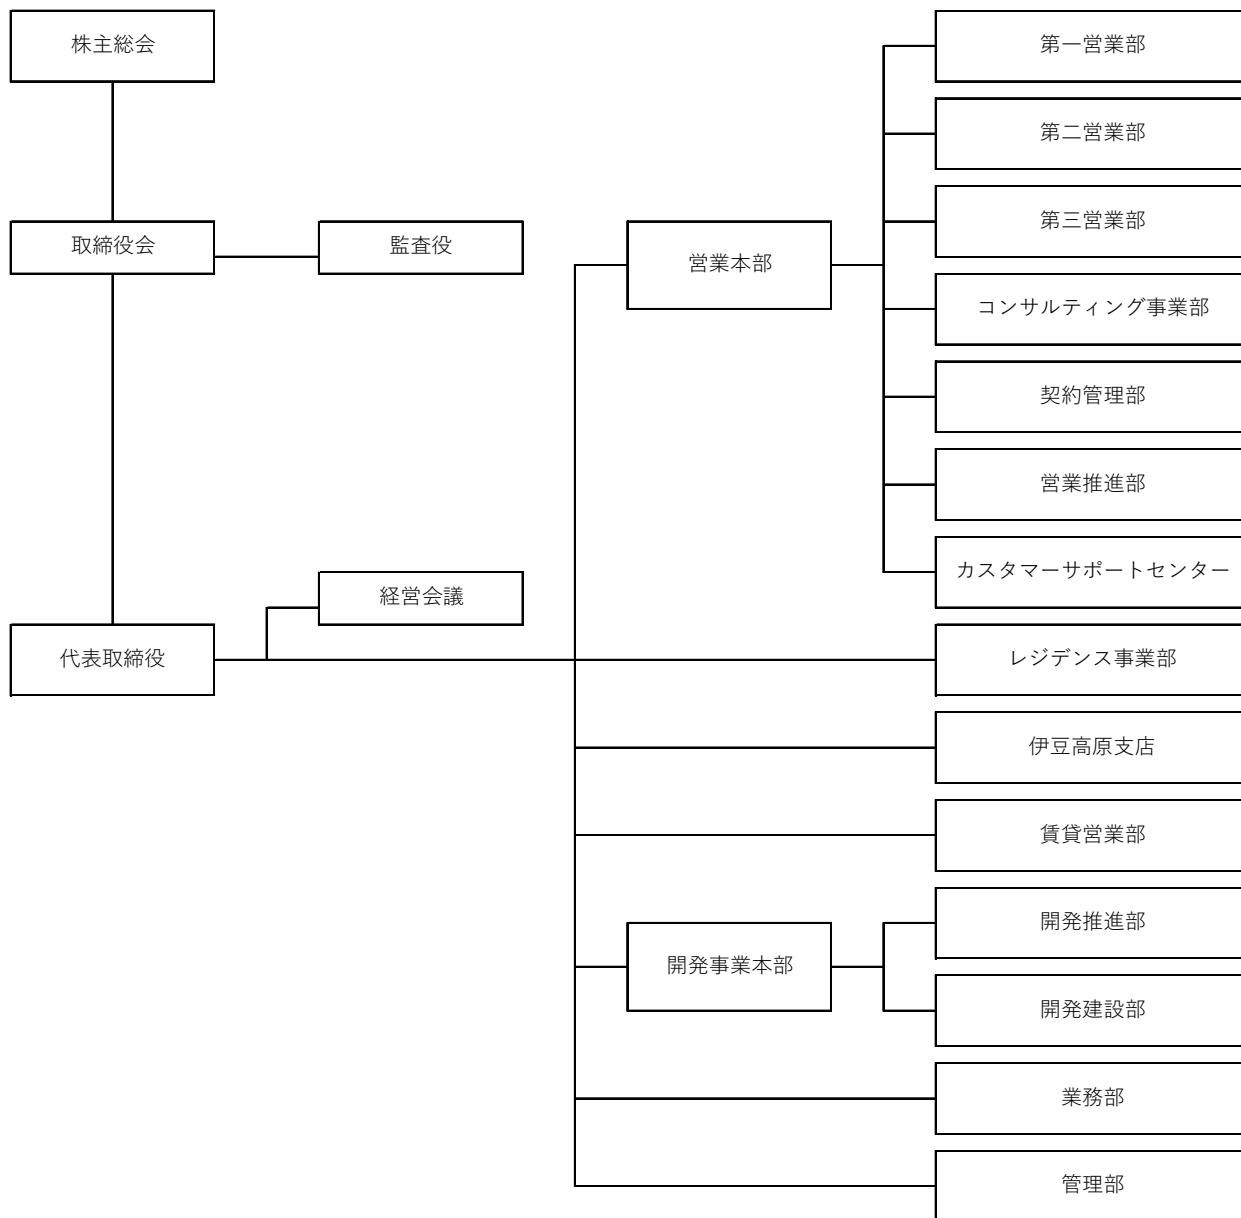 株主総会
取締役会
監査役
経営会議
代表取締役
営業本部
第一営業部
第二営業部
第三営業部
コンサルティング事業部
契約管理部
営業推進部
カスタマーサポートセンター
レジデンス事業部
伊豆高原支店
賃貸営業部
開発事業本部
開発推進部
開発建設部
業務部
管理部